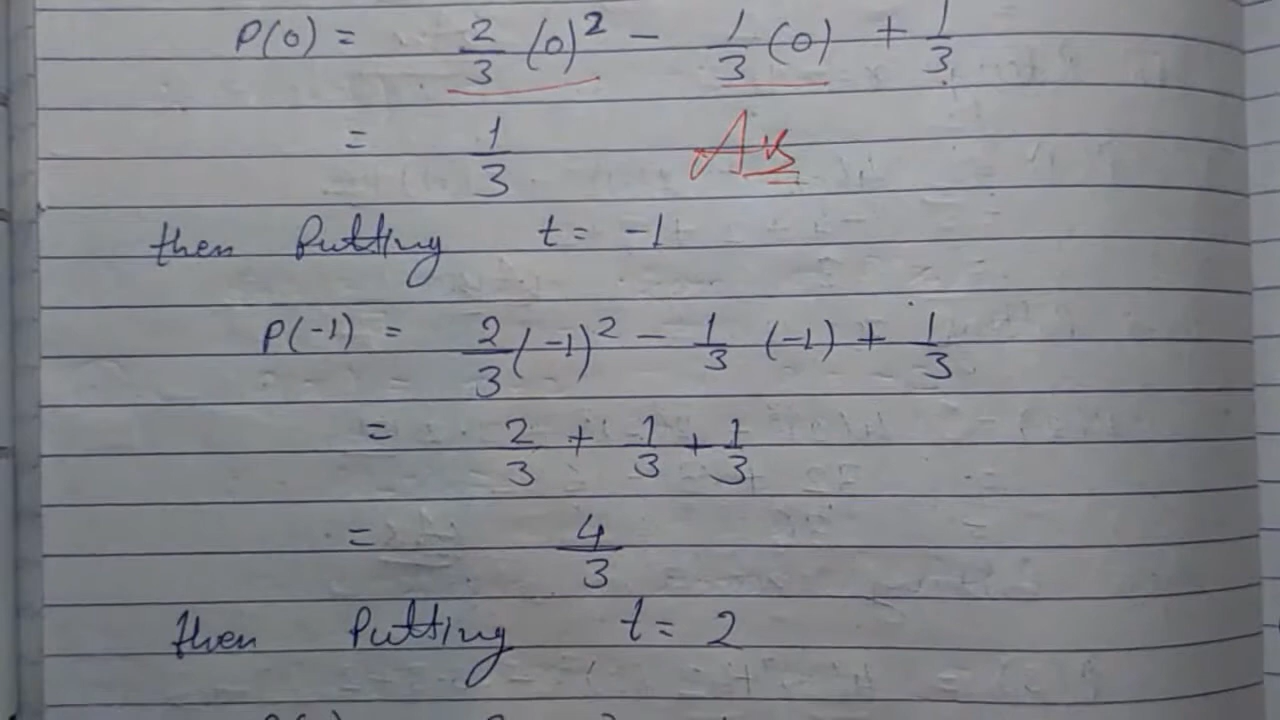 P(0) = 2/3 (0)² - 1/3 (0) + 1/3
= 1/3 Ans
then Putting t = -1
P(-1) = 2/3 (-1)² - 1/3 (-1) + 1/3
= 2/3 + 1/3 + 1/3
= 4/3
then Putting t = 2